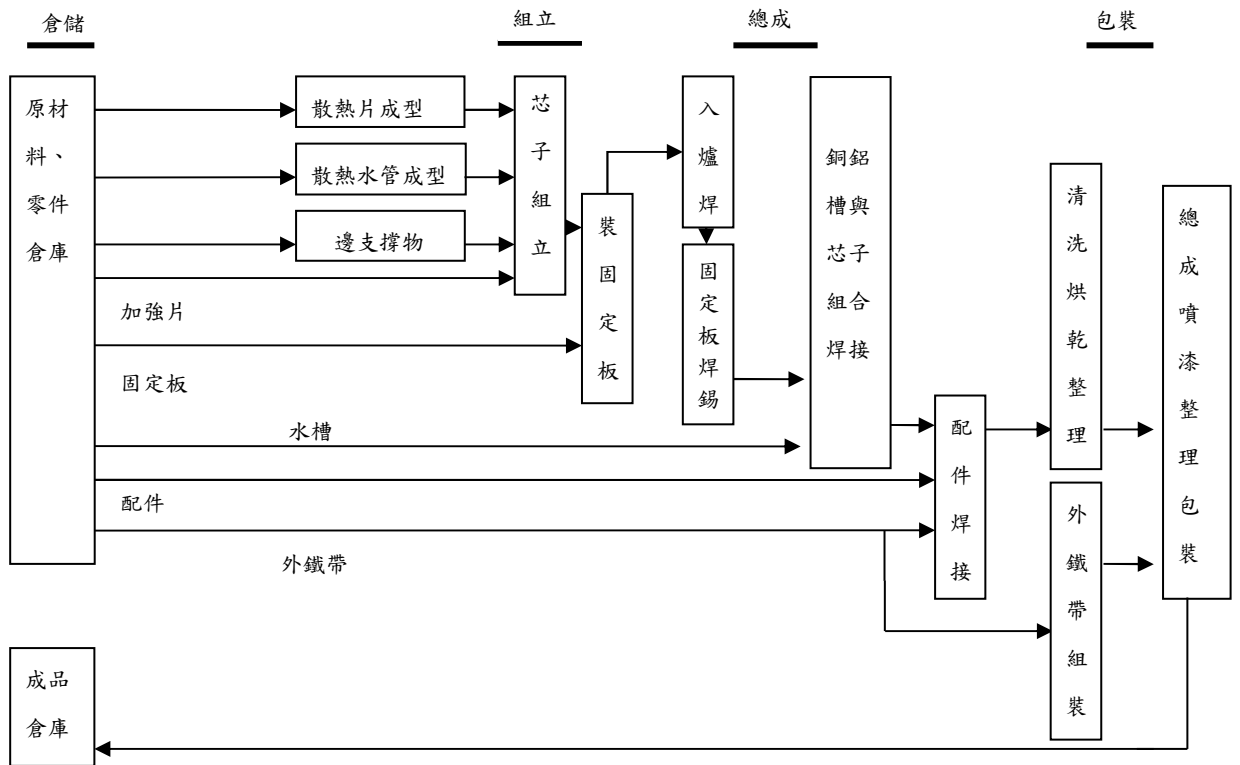 倉儲
組立
總成
包裝
原材
料、
零件
倉庫
散熱片成型
散熱水管成型
邊支撐物
芯子組立
加強片
固定板
水槽
配件
外鐵帶
裝固定板
入爐焊
固定板焊錫
銅鋁
槽與
芯子
組合
焊接
配件焊接
清洗烘乾整理
外鐵帶組裝
總成噴漆整理包裝
成品
倉庫